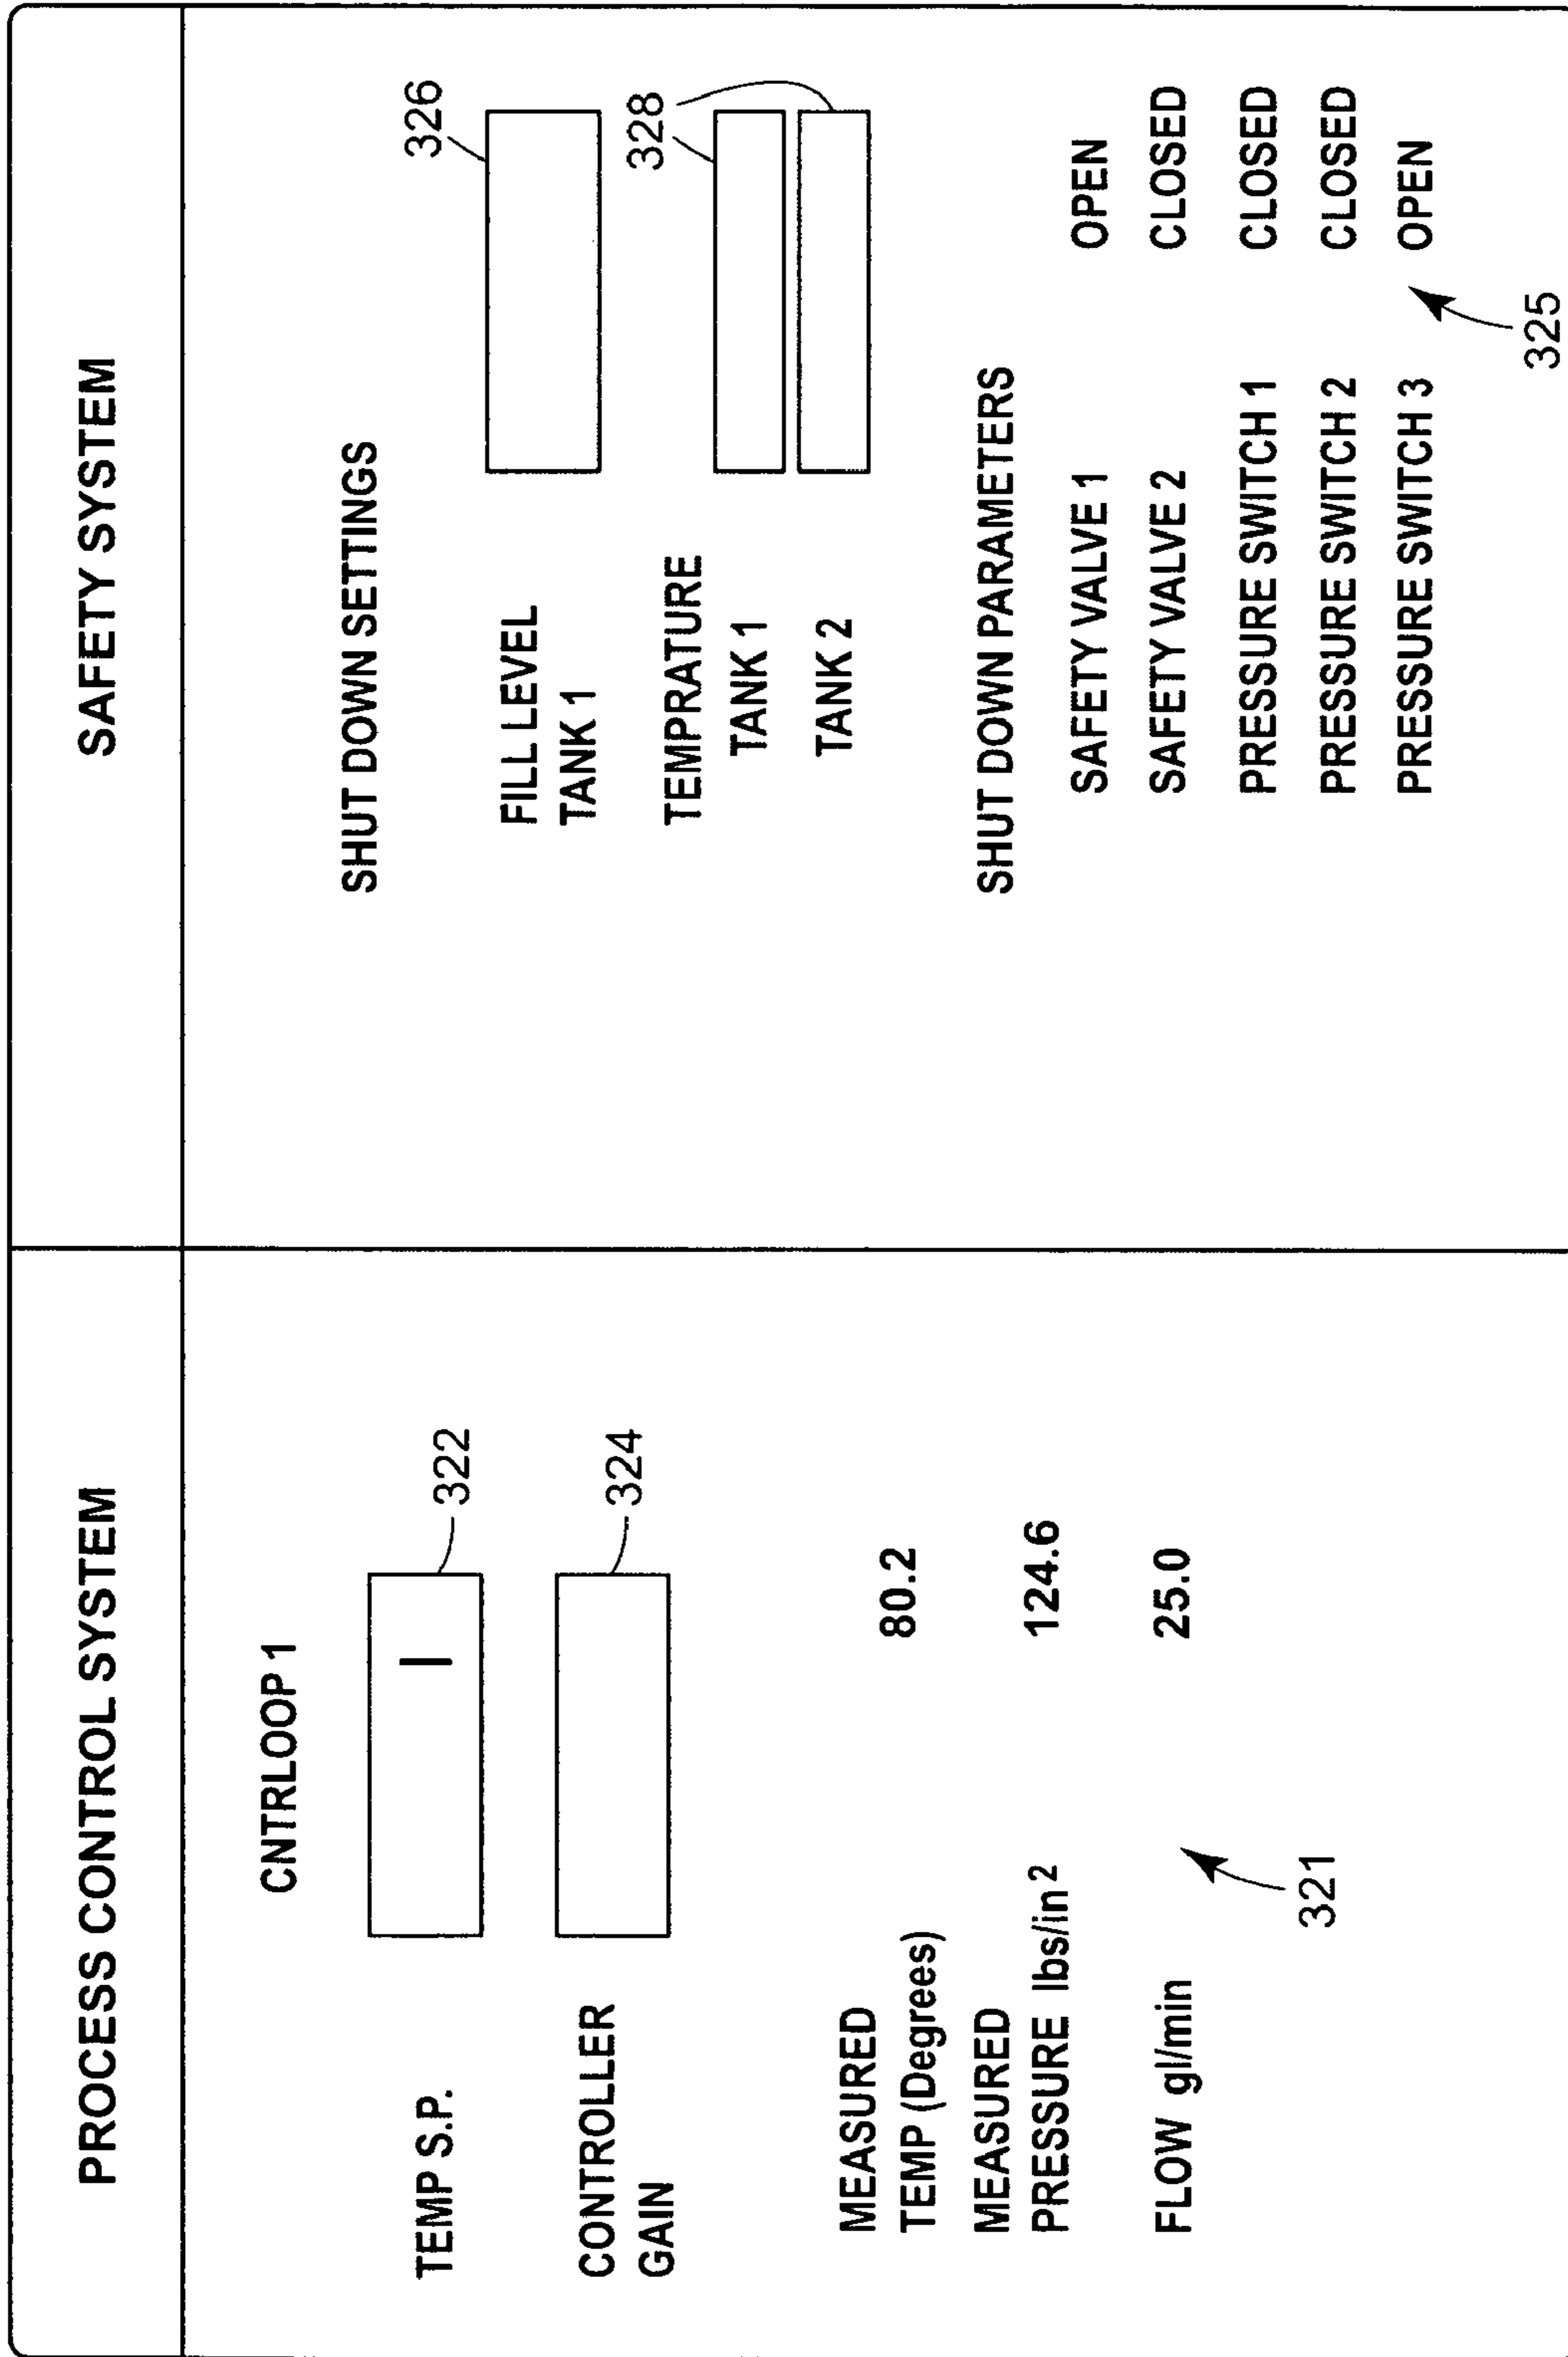 PROCESS CONTROL SYSTEM
CNTRLOOP 1
TEMP S.P.
322
CONTROLLER
GAIN
324
MEASURED
TEMP (Degrees) 80.2
MEASURED
PRESSURE lbs/in² 124.6
FLOW gl/min 25.0
321
SAFETY SYSTEM
SHUT DOWN SETTINGS
326
FILL LEVEL
TANK 1
328
TEMPRATURE
TANK 1
TANK 2
SHUT DOWN PARAMETERS
SAFETY VALVE 1 OPEN
SAFETY VALVE 2 CLOSED
PRESSURE SWITCH 1 CLOSED
PRESSURE SWITCH 2 CLOSED
PRESSURE SWITCH 3 OPEN
325